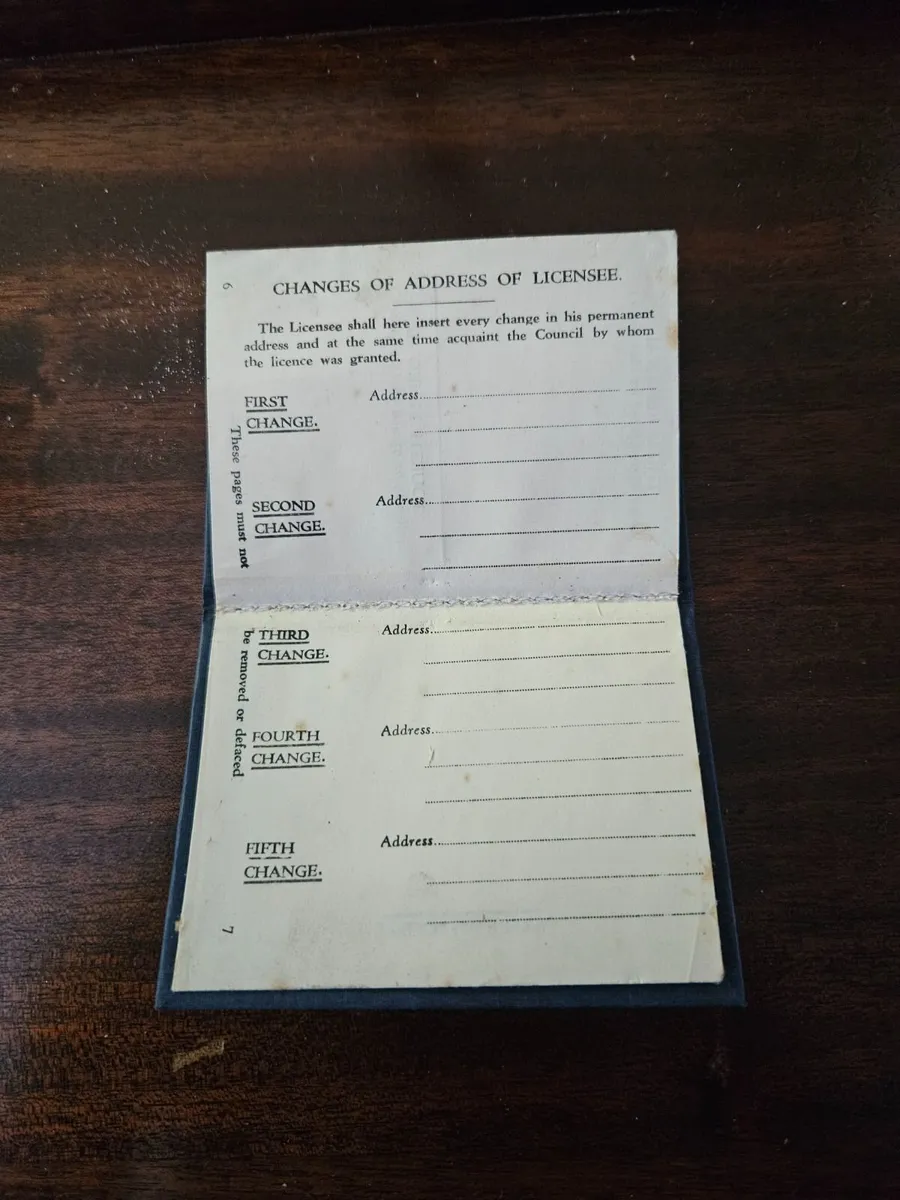 6
CHANGES OF ADDRESS OF LICENSEE.
The Licensee shall here insert every change in his permanent
address and at the same time acquaint the Council by whom
the licence was granted.
FIRST
CHANGE.
Address
SECOND
CHANGE.
Address
These pages must not
THIRD
CHANGE.
Address
FOURTH
CHANGE.
Address
FIFTH
CHANGE.
Address
be removed or defaced
7